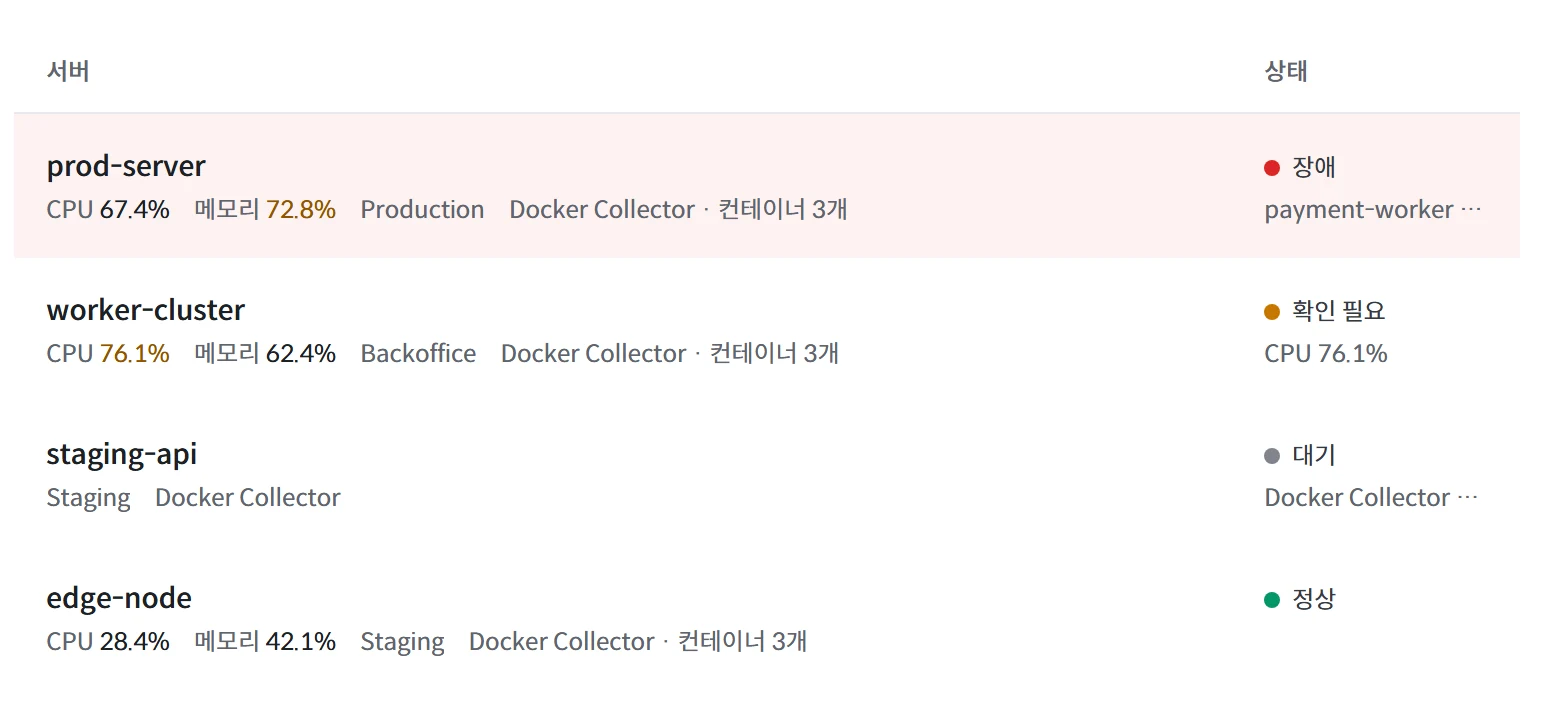 서버 상태
prod-server 장애
CPU 67.4% 메모리 72.8% Production Docker Collector · 컨테이너 3개 payment-worker ···
worker-cluster 확인 필요
CPU 76.1% 메모리 62.4% Backoffice Docker Collector · 컨테이너 3개 CPU 76.1%
staging-api 대기
Staging Docker Collector Docker Collector ···
edge-node 정상
CPU 28.4% 메모리 42.1% Staging Docker Collector · 컨테이너 3개